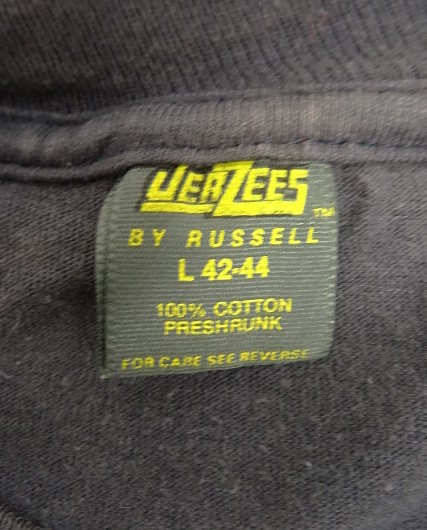 JERZEES
TM
BY RUSSELL
L 42-44
100% COTTON
PRESHRUNK
FOR CARE SEE REVERSE